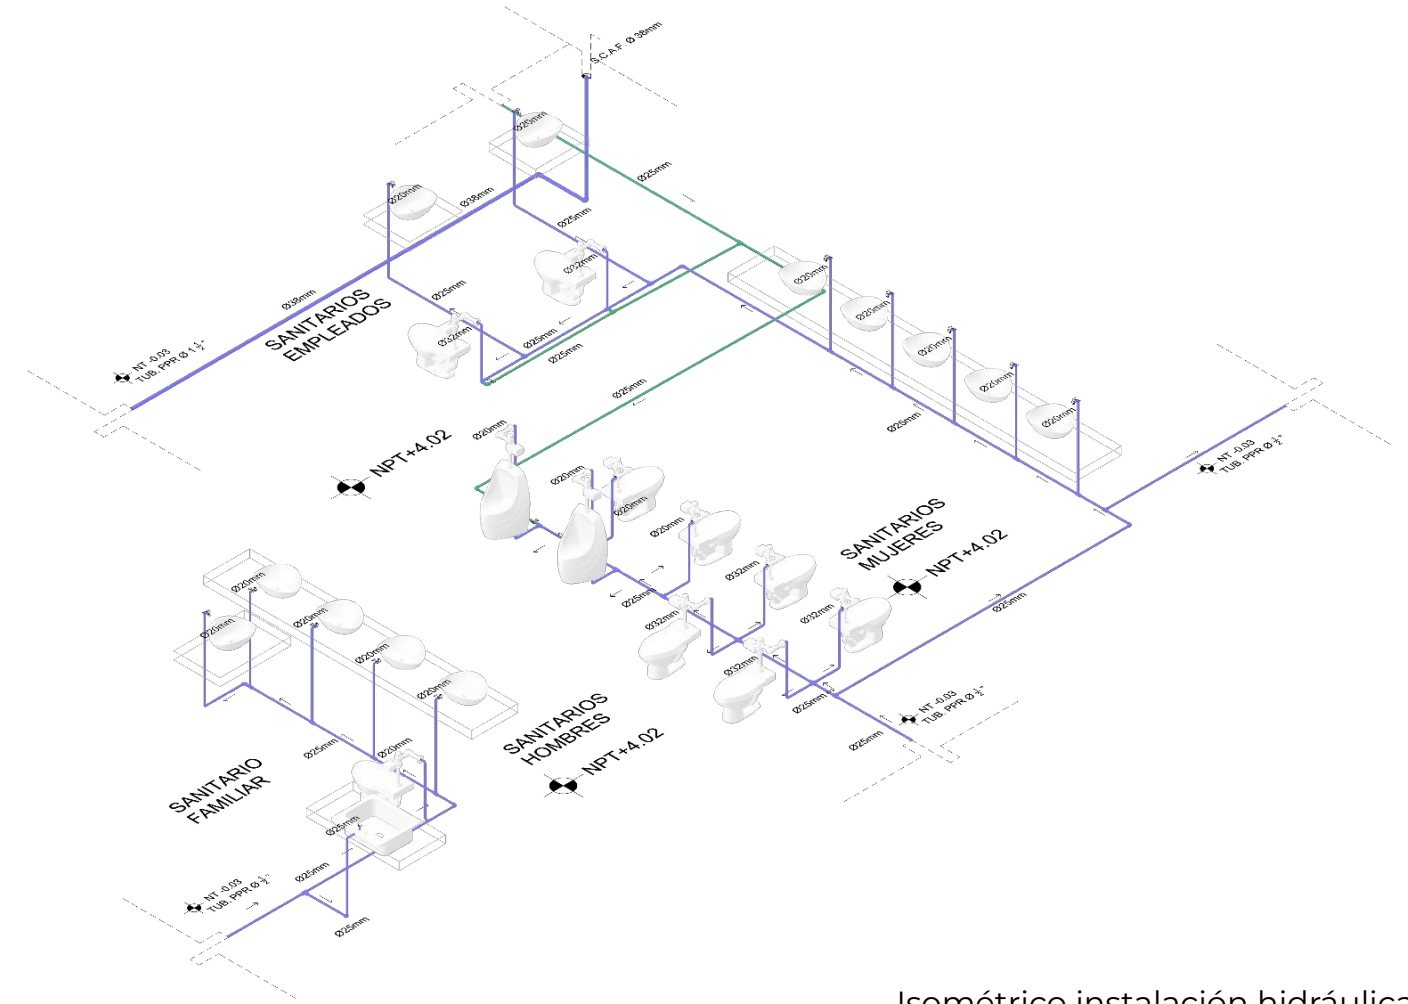 S.C.A.F. Ø 38mm
Ø20mm
Ø25mm
Ø20mm
Ø38mm
Ø25mm
Ø32mm
Ø20mm
Ø38mm
SANITARIOS
EMPLEADOS
Ø25mm
Ø32mm
Ø25mm
Ø25mm
Ø20mm
Ø20mm
Ø20mm
Ø20mm
NT -0.03
TUB. PPR Ø 1 ½"
Ø25mm
Ø25mm
NPT+4.02
Ø20mm
Ø20mm
Ø20mm
Ø20mm
NT -0.03
TUB. PPR Ø ½"
SANITARIOS
MUJERES
NPT+4.02
Ø32mm
Ø32mm
Ø25mm
Ø25mm
Ø32mm
Ø32mm
Ø25mm
NT -0.03
TUB. PPR Ø ½"
Ø25mm
Ø20mm
Ø20mm
Ø20mm
Ø20mm
Ø20mm
SANITARIOS
HOMBRES
NPT+4.02
Ø25mm
Ø20mm
SANITARIO
FAMILIAR
Ø25mm
Ø25mm
NT -0.03
TUB. PPR Ø 1 ½"
Ø25mm
Isométrico instalación hidráulica